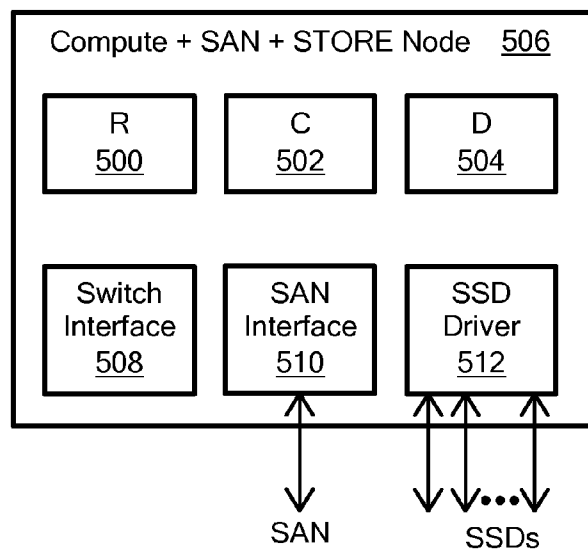 Compute + SAN + STORE Node 506
R
500
C
502
D
504
Switch
Interface
508
SAN
Interface
510
SSD
Driver
512
SAN
SSDs